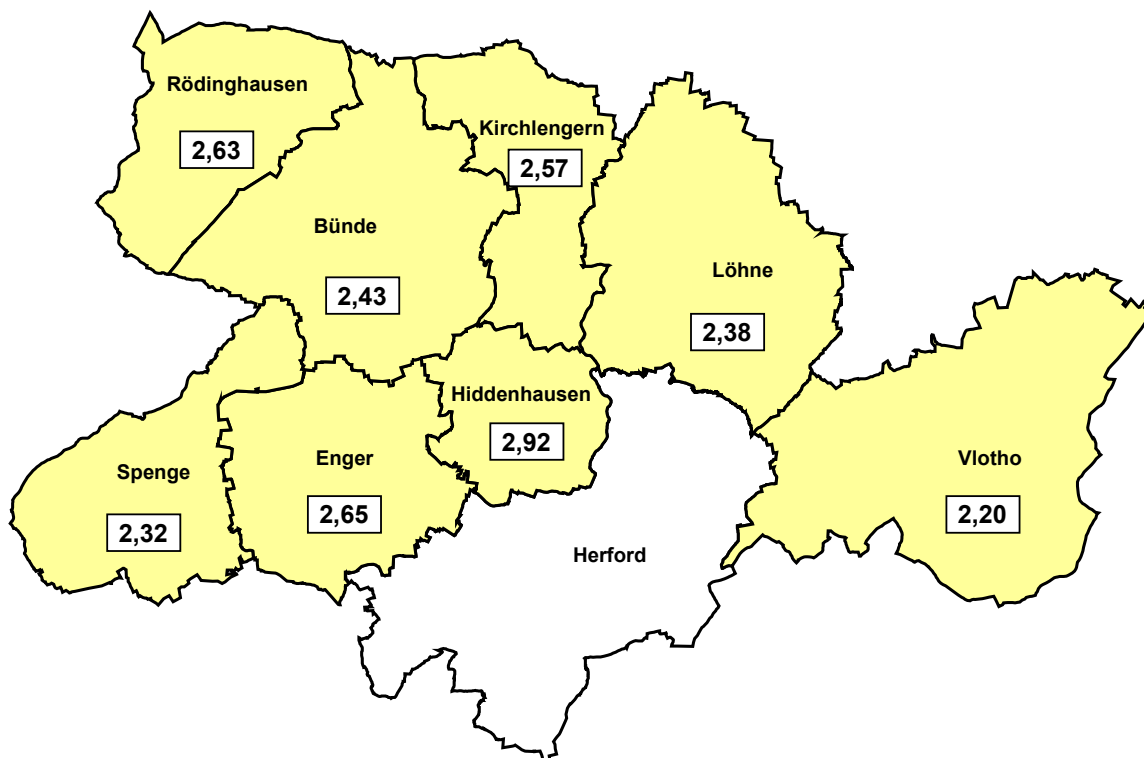 Rödinghausen
2,63
Kirchlengern
2,57
Bünde
2,43
Löhne
2,38
Hiddenhausen
2,92
Spenge
2,32
Enger
2,65
Vlotho
2,20
Herford